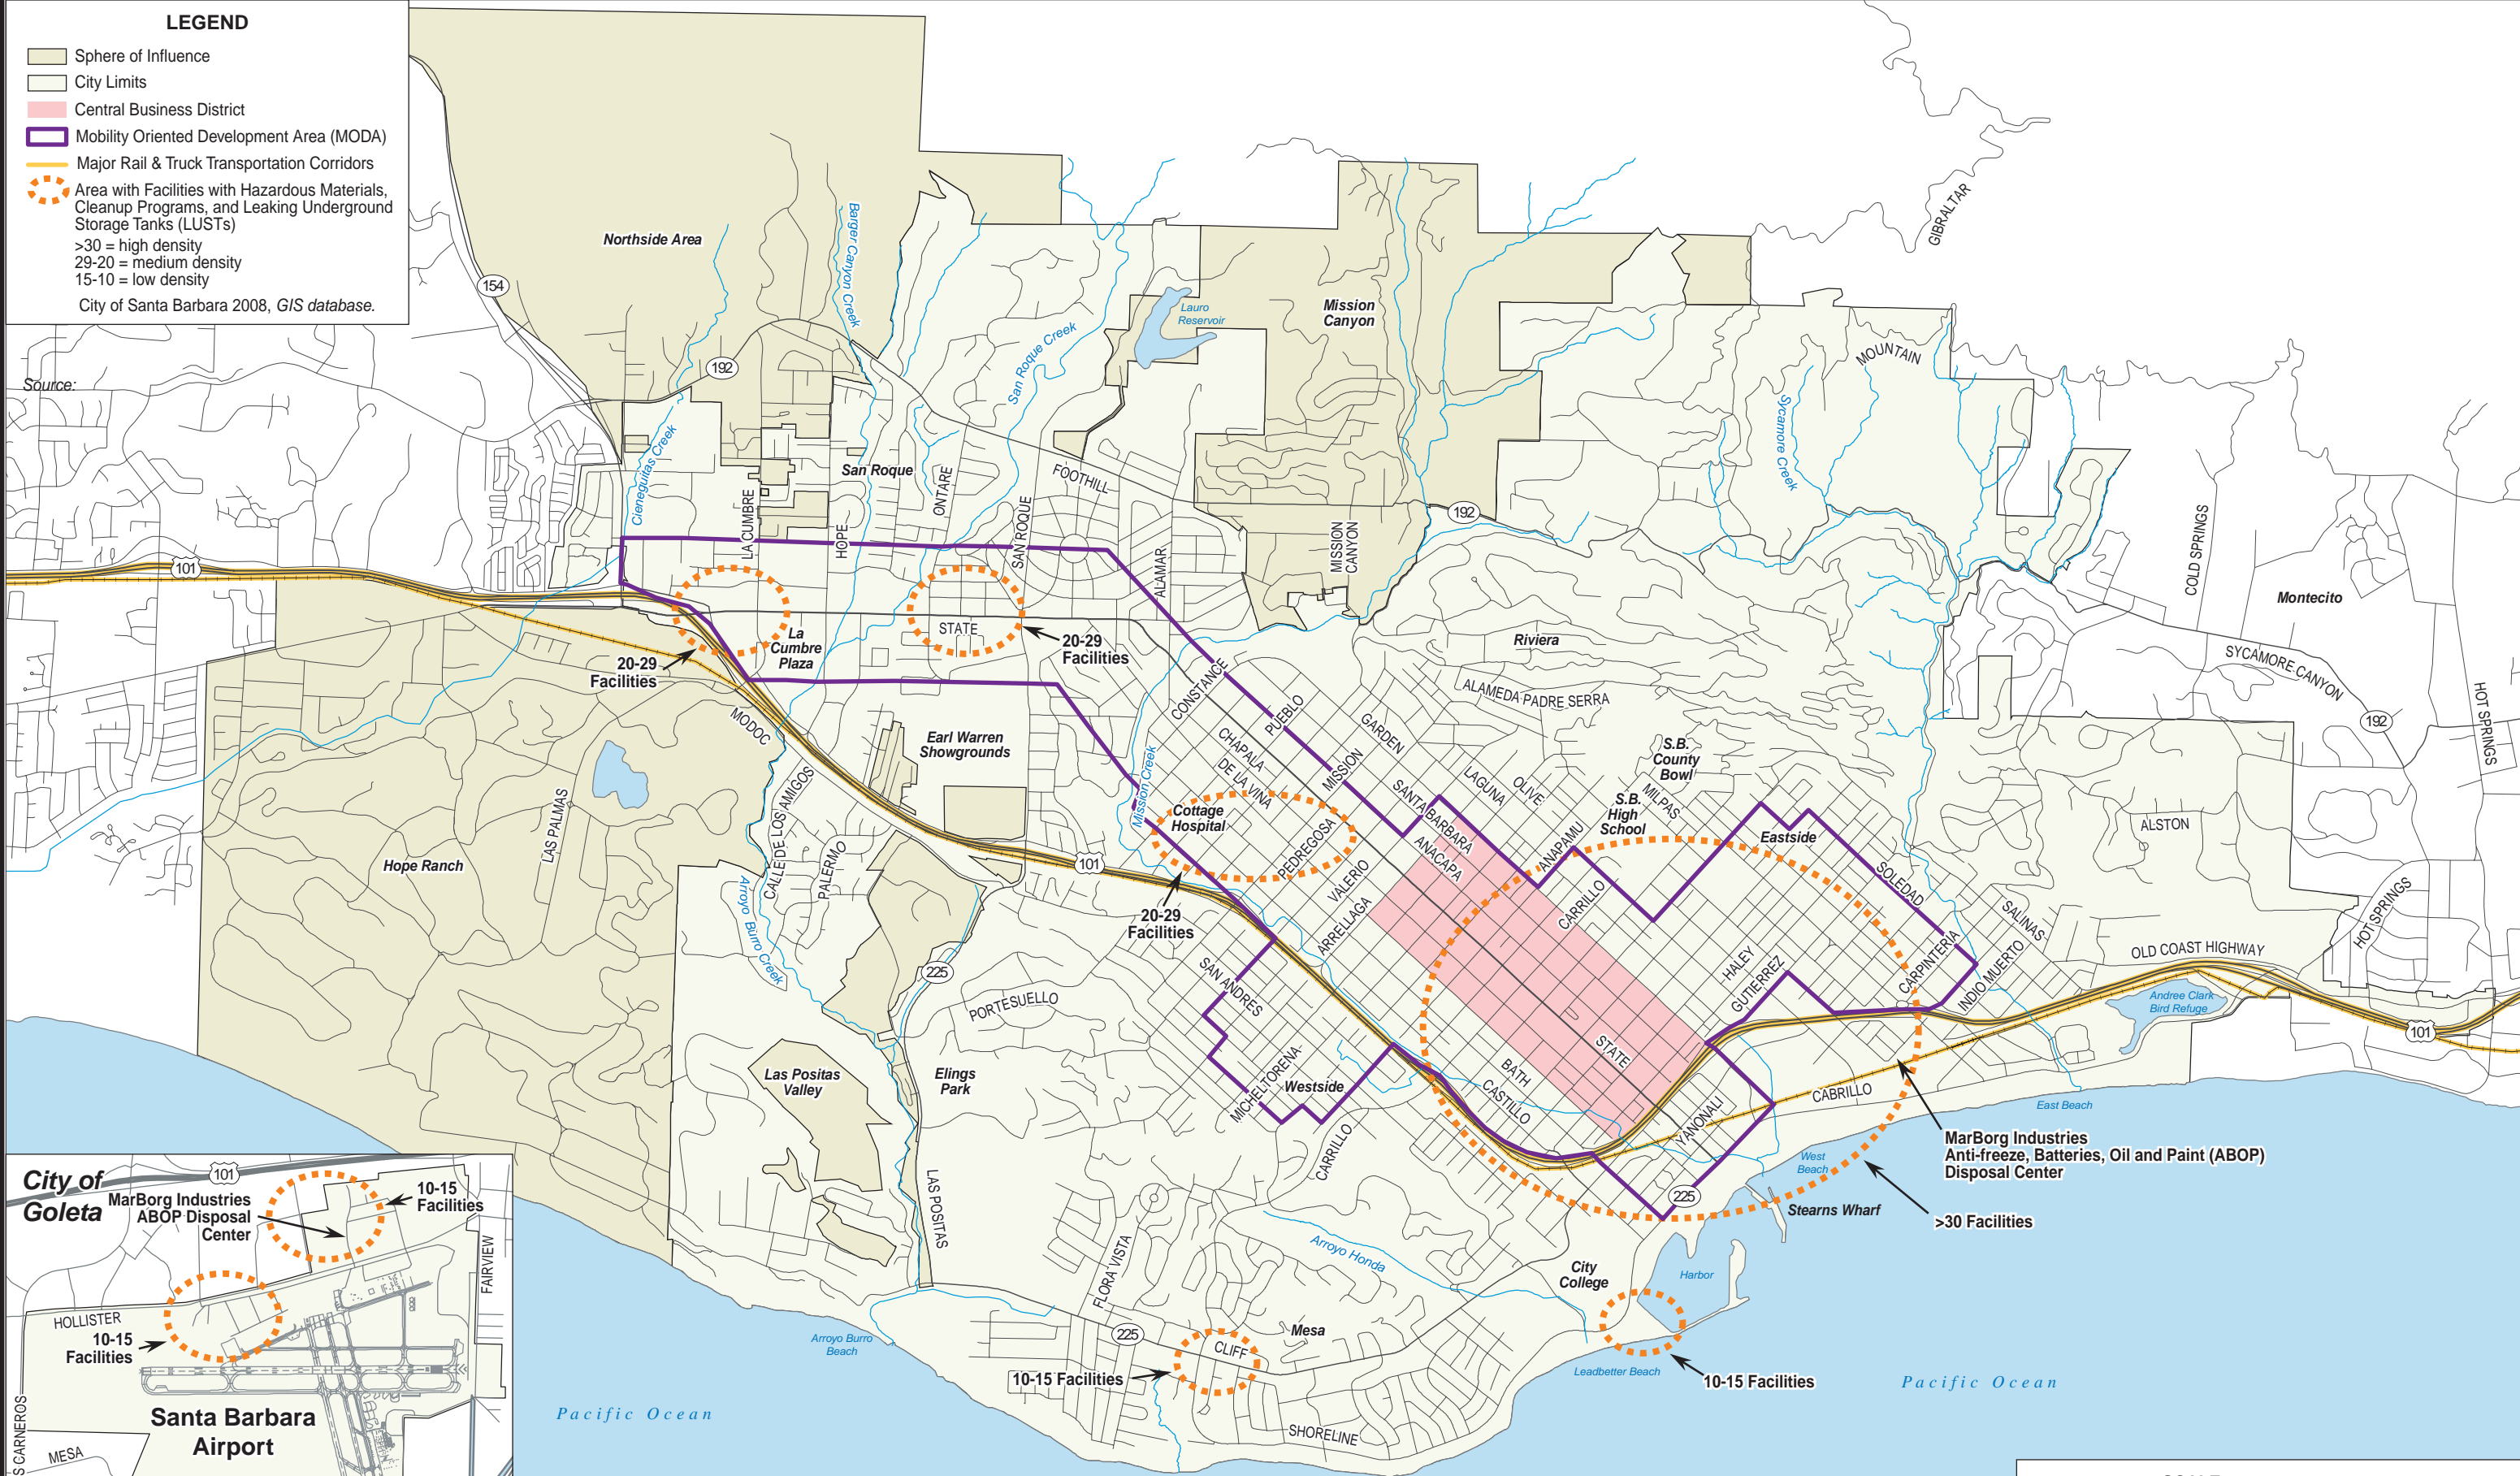 LEGEND
Sphere of Influence
City Limits
Central Business District
Mobility Oriented Development Area (MODA)
Major Rail & Truck Transportation Corridors
Area with Facilities with Hazardous Materials,
Cleanup Programs, and Leaking Underground
Storage Tanks (LUSTs)
>30 = high density
29-20 = medium density
15-10 = low density
City of Santa Barbara 2008, GIS database.
Source:
154
Northside Area
Barger Canyon Creek
192
San Roque Creek
Lauro
Reservoir
Mission
Canyon
GIBRALTAR
MOUNTAIN
Sycamore Creek
Cieneguitas Creek
San Roque
LA CUMBRE
HOPE
ONTARE
SAN ROQUE
FOOTHILL
ALAMAR
MISSION
CANYON
192
COLD SPRINGS
Montecito
SYCAMORE CANYON
192
HOT SPRINGS
101
STATE
La
Cumbre
Plaza
20-29
Facilities
20-29
Facilities
Riviera
ALAMEDA PADRE SERRA
CONSTANCE
PUEBLO
GARDEN
CHAPALA
DE LA VINA
MISSION
SANTA BARBARA
LAGUNA
OLIVE
S.B.
County
Bowl
MILPAS
S.B.
High
School
Eastside
MODOC
Earl Warren
Showgrounds
Mission Creek
Cottage
Hospital
PEDREGOSA
VALERIO
ANACAPA
ANAPAMU
CARRILLO
ARRELLAGA
SOLEDAD
SALINAS
ALSTON
HOT SPRINGS
OLD COAST HIGHWAY
Hope Ranch
LAS PALMAS
CALLE DE LOS AMIGOS
PALERMO
Arroyo Burro Creek
101
20-29
Facilities
SAN ANDRES
HALEY
GUTIERREZ
CARPINTERIA
INDIO MUERTO
Andree Clark
Bird Refuge
101
225
PORTESUELLO
Las Positas
Valley
Elings
Park
MICHELTORENA
Westside
BATH
CASTILLO
STATE
YANONALI
CABRILLO
East Beach
CARRILLO
MarBorg Industries
Anti-freeze, Batteries, Oil and Paint (ABOP)
Disposal Center
West
Beach
225
Stearns Wharf
>30 Facilities
LAS POSITAS
FLORA VISTA
Arroyo Honda
City
College
Harbor
Arroyo Burro
Beach
225
CLIFF
Mesa
10-15 Facilities
Leadbetter Beach
10-15 Facilities
SHORELINE
Pacific Ocean
Pacific Ocean
City of
Goleta
101
MarBorg Industries
ABOP Disposal
Center
10-15
Facilities
FAIRVIEW
HOLLISTER
10-15
Facilities
Santa Barbara
Airport
S CARNEROS
MESA